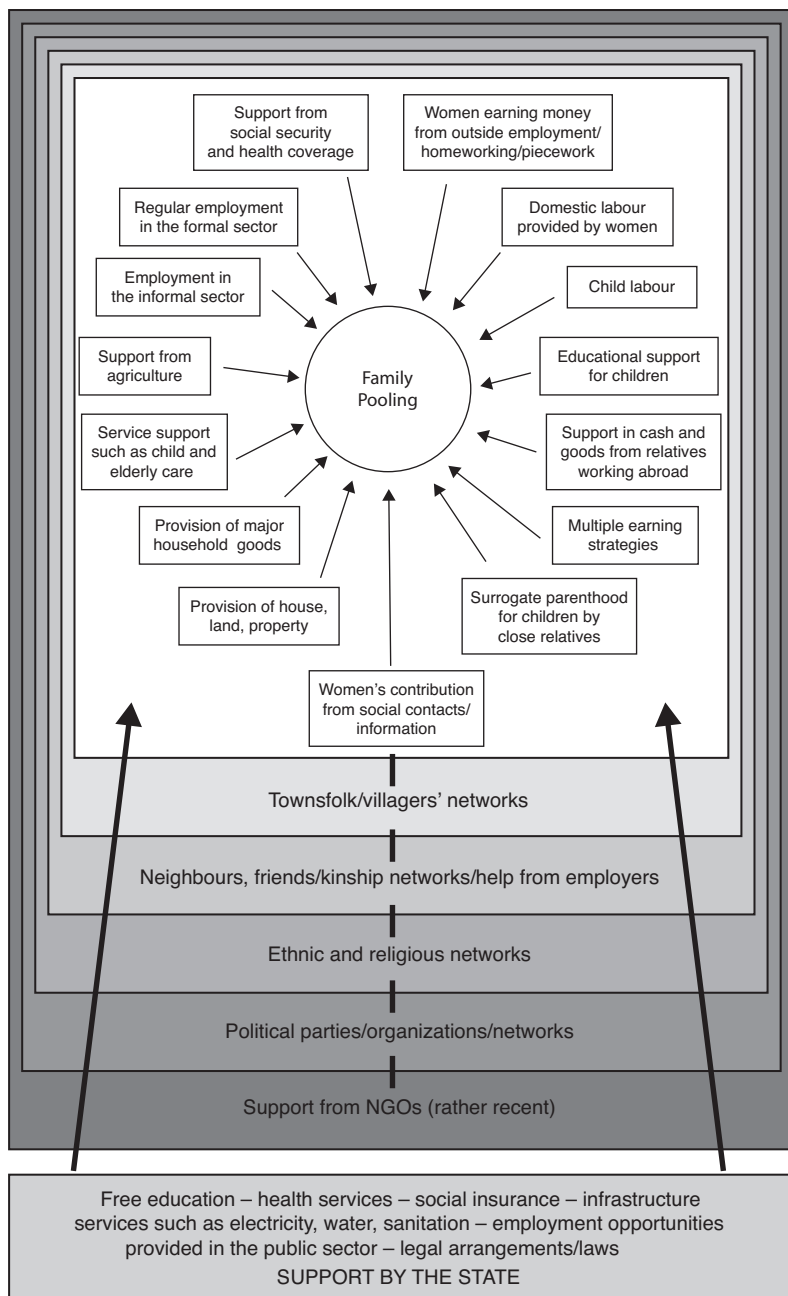 Support from
social security
and health coverage
Women earning money
from outside employment/
homeworking/piecework
Regular employment
in the formal sector
Domestic labour
provided by women
Employment in
the informal sector
Child labour
Support from
agriculture
Family
Pooling
Educational support
for children
Service support
such as child and
elderly care
Support in cash and
goods from relatives
working abroad
Provision of major
household goods
Multiple earning
strategies
Provision of house,
land, property
Surrogate parenthood
for children by
close relatives
Women’s contribution
from social contacts/
information
Townsfolk/villagers’ networks
Neighbours, friends/kinship networks/help from employers
Ethnic and religious networks
Political parties/organizations/networks
Support from NGOs (rather recent)
Free education – health services – social insurance – infrastructure
services such as electricity, water, sanitation – employment opportunities
provided in the public sector – legal arrangements/laws
SUPPORT BY THE STATE